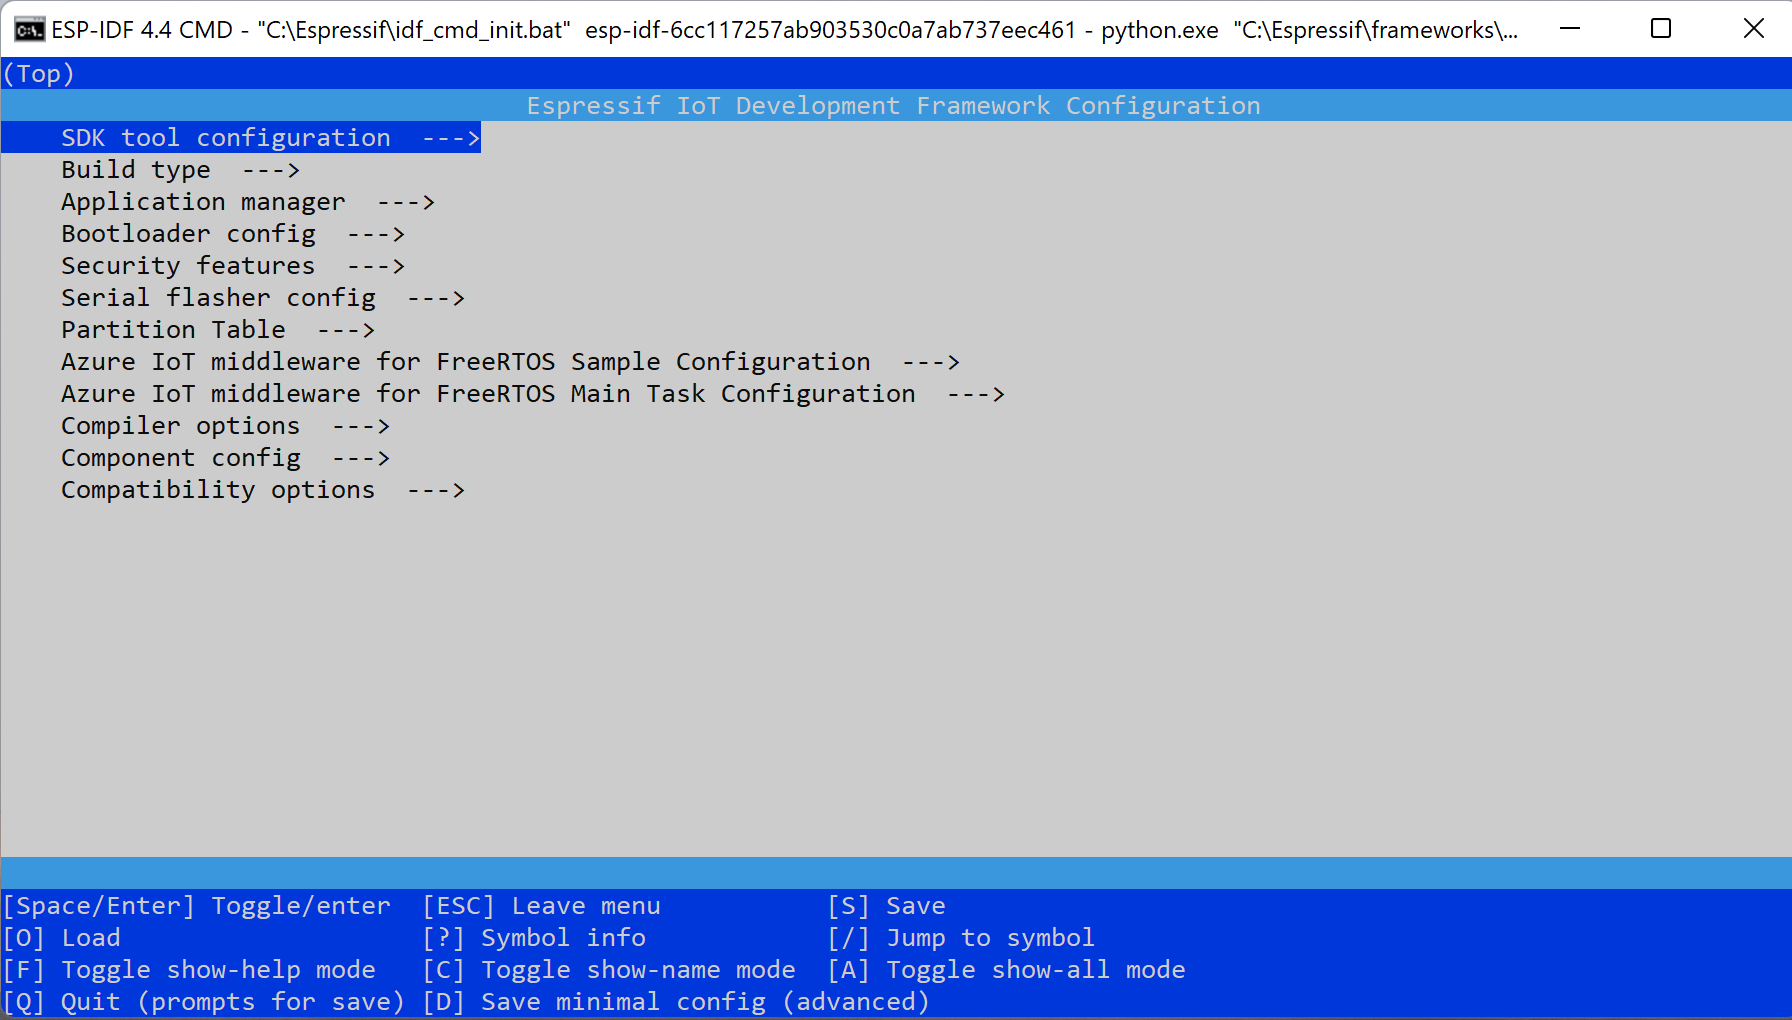 ESP-IDF 4.4 CMD - "C:\Espressif\idf_cmd_init.bat"  esp-idf-6cc117257ab903530c0a7ab737eec461 - python.exe  "C:\Espressif\frameworks\...
(Top)
Espressif IoT Development Framework Configuration
SDK tool configuration  --->
Build type  --->
Application manager  --->
Bootloader config  --->
Security features  --->
Serial flasher config  --->
Partition Table  --->
Azure IoT middleware for FreeRTOS Sample Configuration  --->
Azure IoT middleware for FreeRTOS Main Task Configuration  --->
Compiler options  --->
Component config  --->
Compatibility options  --->
[Space/Enter] Toggle/enter  [ESC] Leave menu  [S] Save
[O] Load  [?] Symbol info  [/] Jump to symbol
[F] Toggle show-help mode  [C] Toggle show-name mode  [A] Toggle show-all mode
[Q] Quit (prompts for save) [D] Save minimal config (advanced)